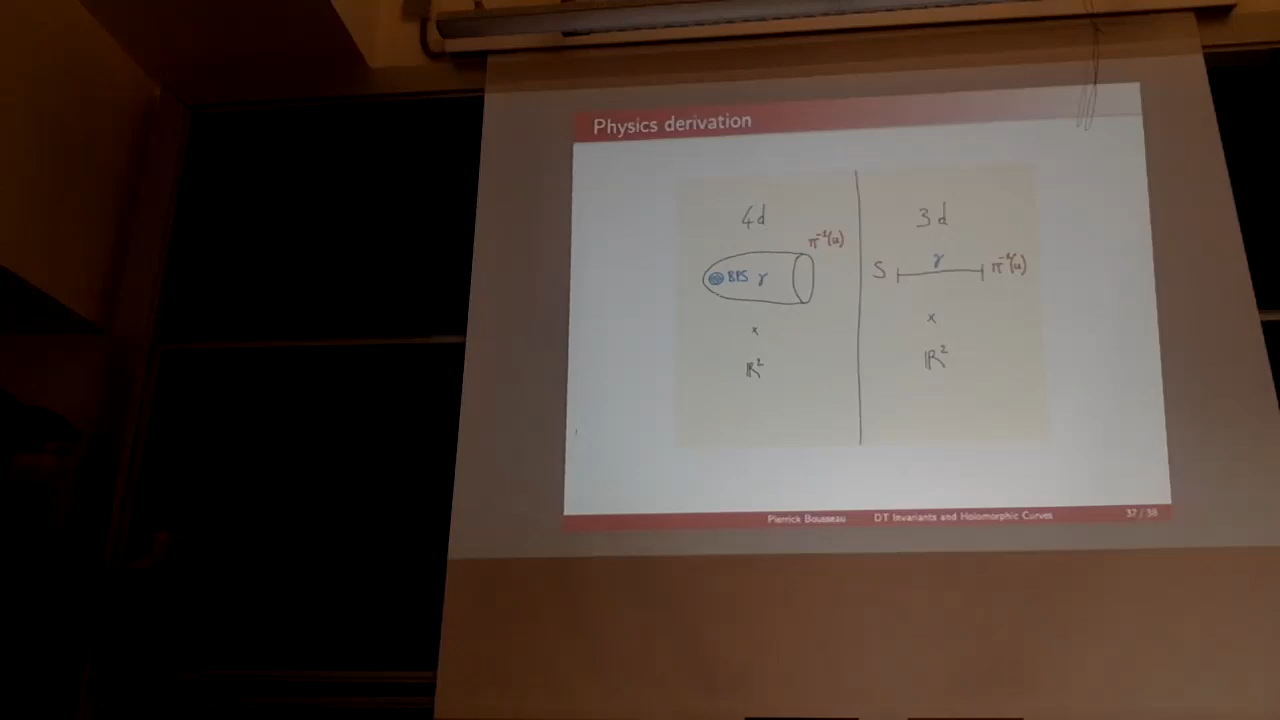 Physics derivation
4d
π⁻¹(u)
BPS γ
×
ℝ²
3d
S γ π⁻¹(u)
×
ℝ²
Pierrick Bousseau DT Invariants and Holomorphic Curves 37 / 38